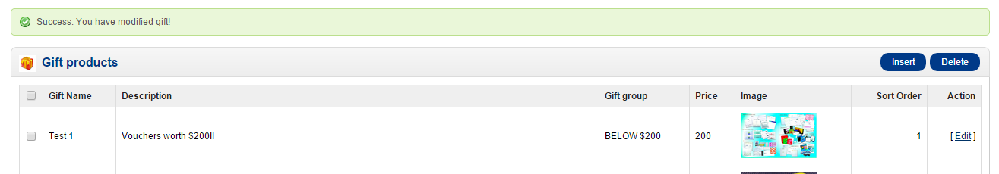 Success: You have modified gift!
Gift products
Insert Delete
Gift Name Description Gift group Price Image Sort Order Action
Test 1 Vouchers worth $200!! BELOW $200 200 1 [ Edit ]